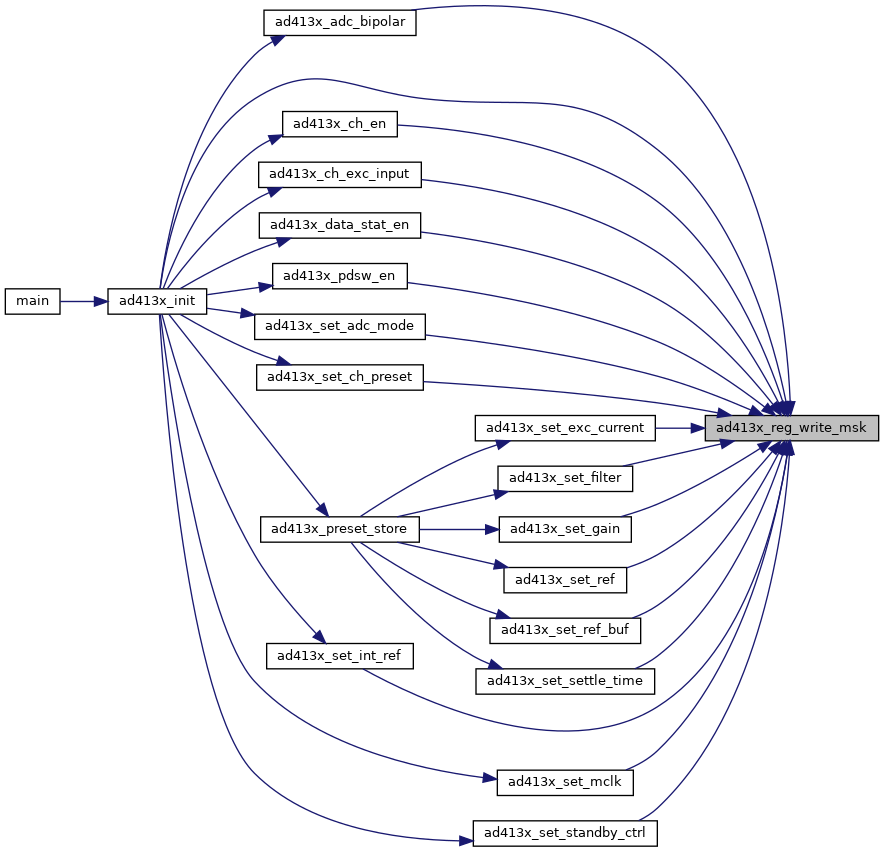 ad413x_adc_bipolar
ad413x_ch_en
ad413x_ch_exc_input
ad413x_data_stat_en
ad413x_pdsw_en
main
ad413x_init
ad413x_set_adc_mode
ad413x_set_ch_preset
ad413x_set_exc_current
ad413x_reg_write_msk
ad413x_set_filter
ad413x_preset_store
ad413x_set_gain
ad413x_set_ref
ad413x_set_ref_buf
ad413x_set_int_ref
ad413x_set_settle_time
ad413x_set_mclk
ad413x_set_standby_ctrl